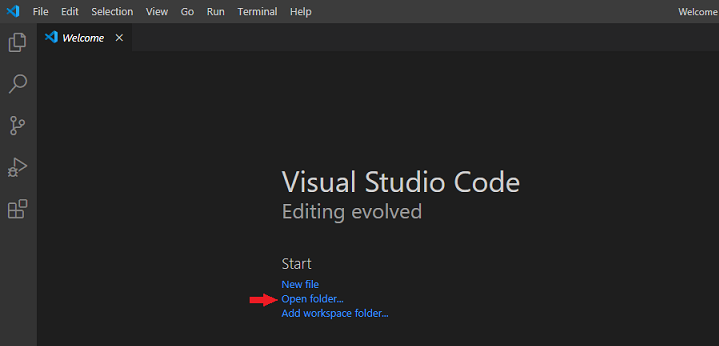 File Edit Selection View Go Run Terminal Help Welcome
Welcome
Visual Studio Code
Editing evolved
Start
New file
Open folder...
Add workspace folder...